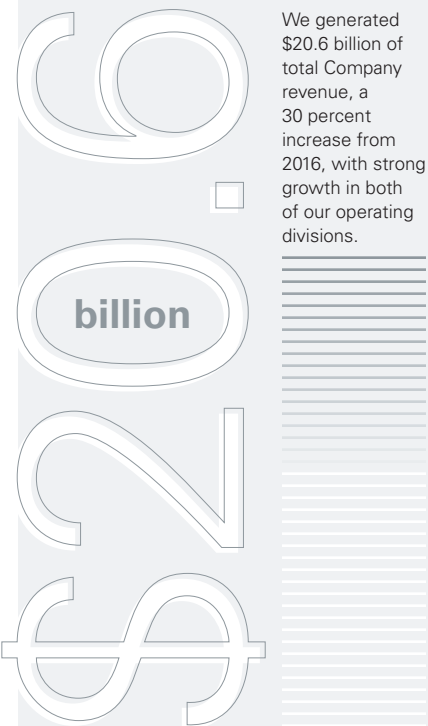 $20.6
billion
We generated
$20.6 billion of
total Company
revenue, a
30 percent
increase from
2016, with strong
growth in both
of our operating
divisions.